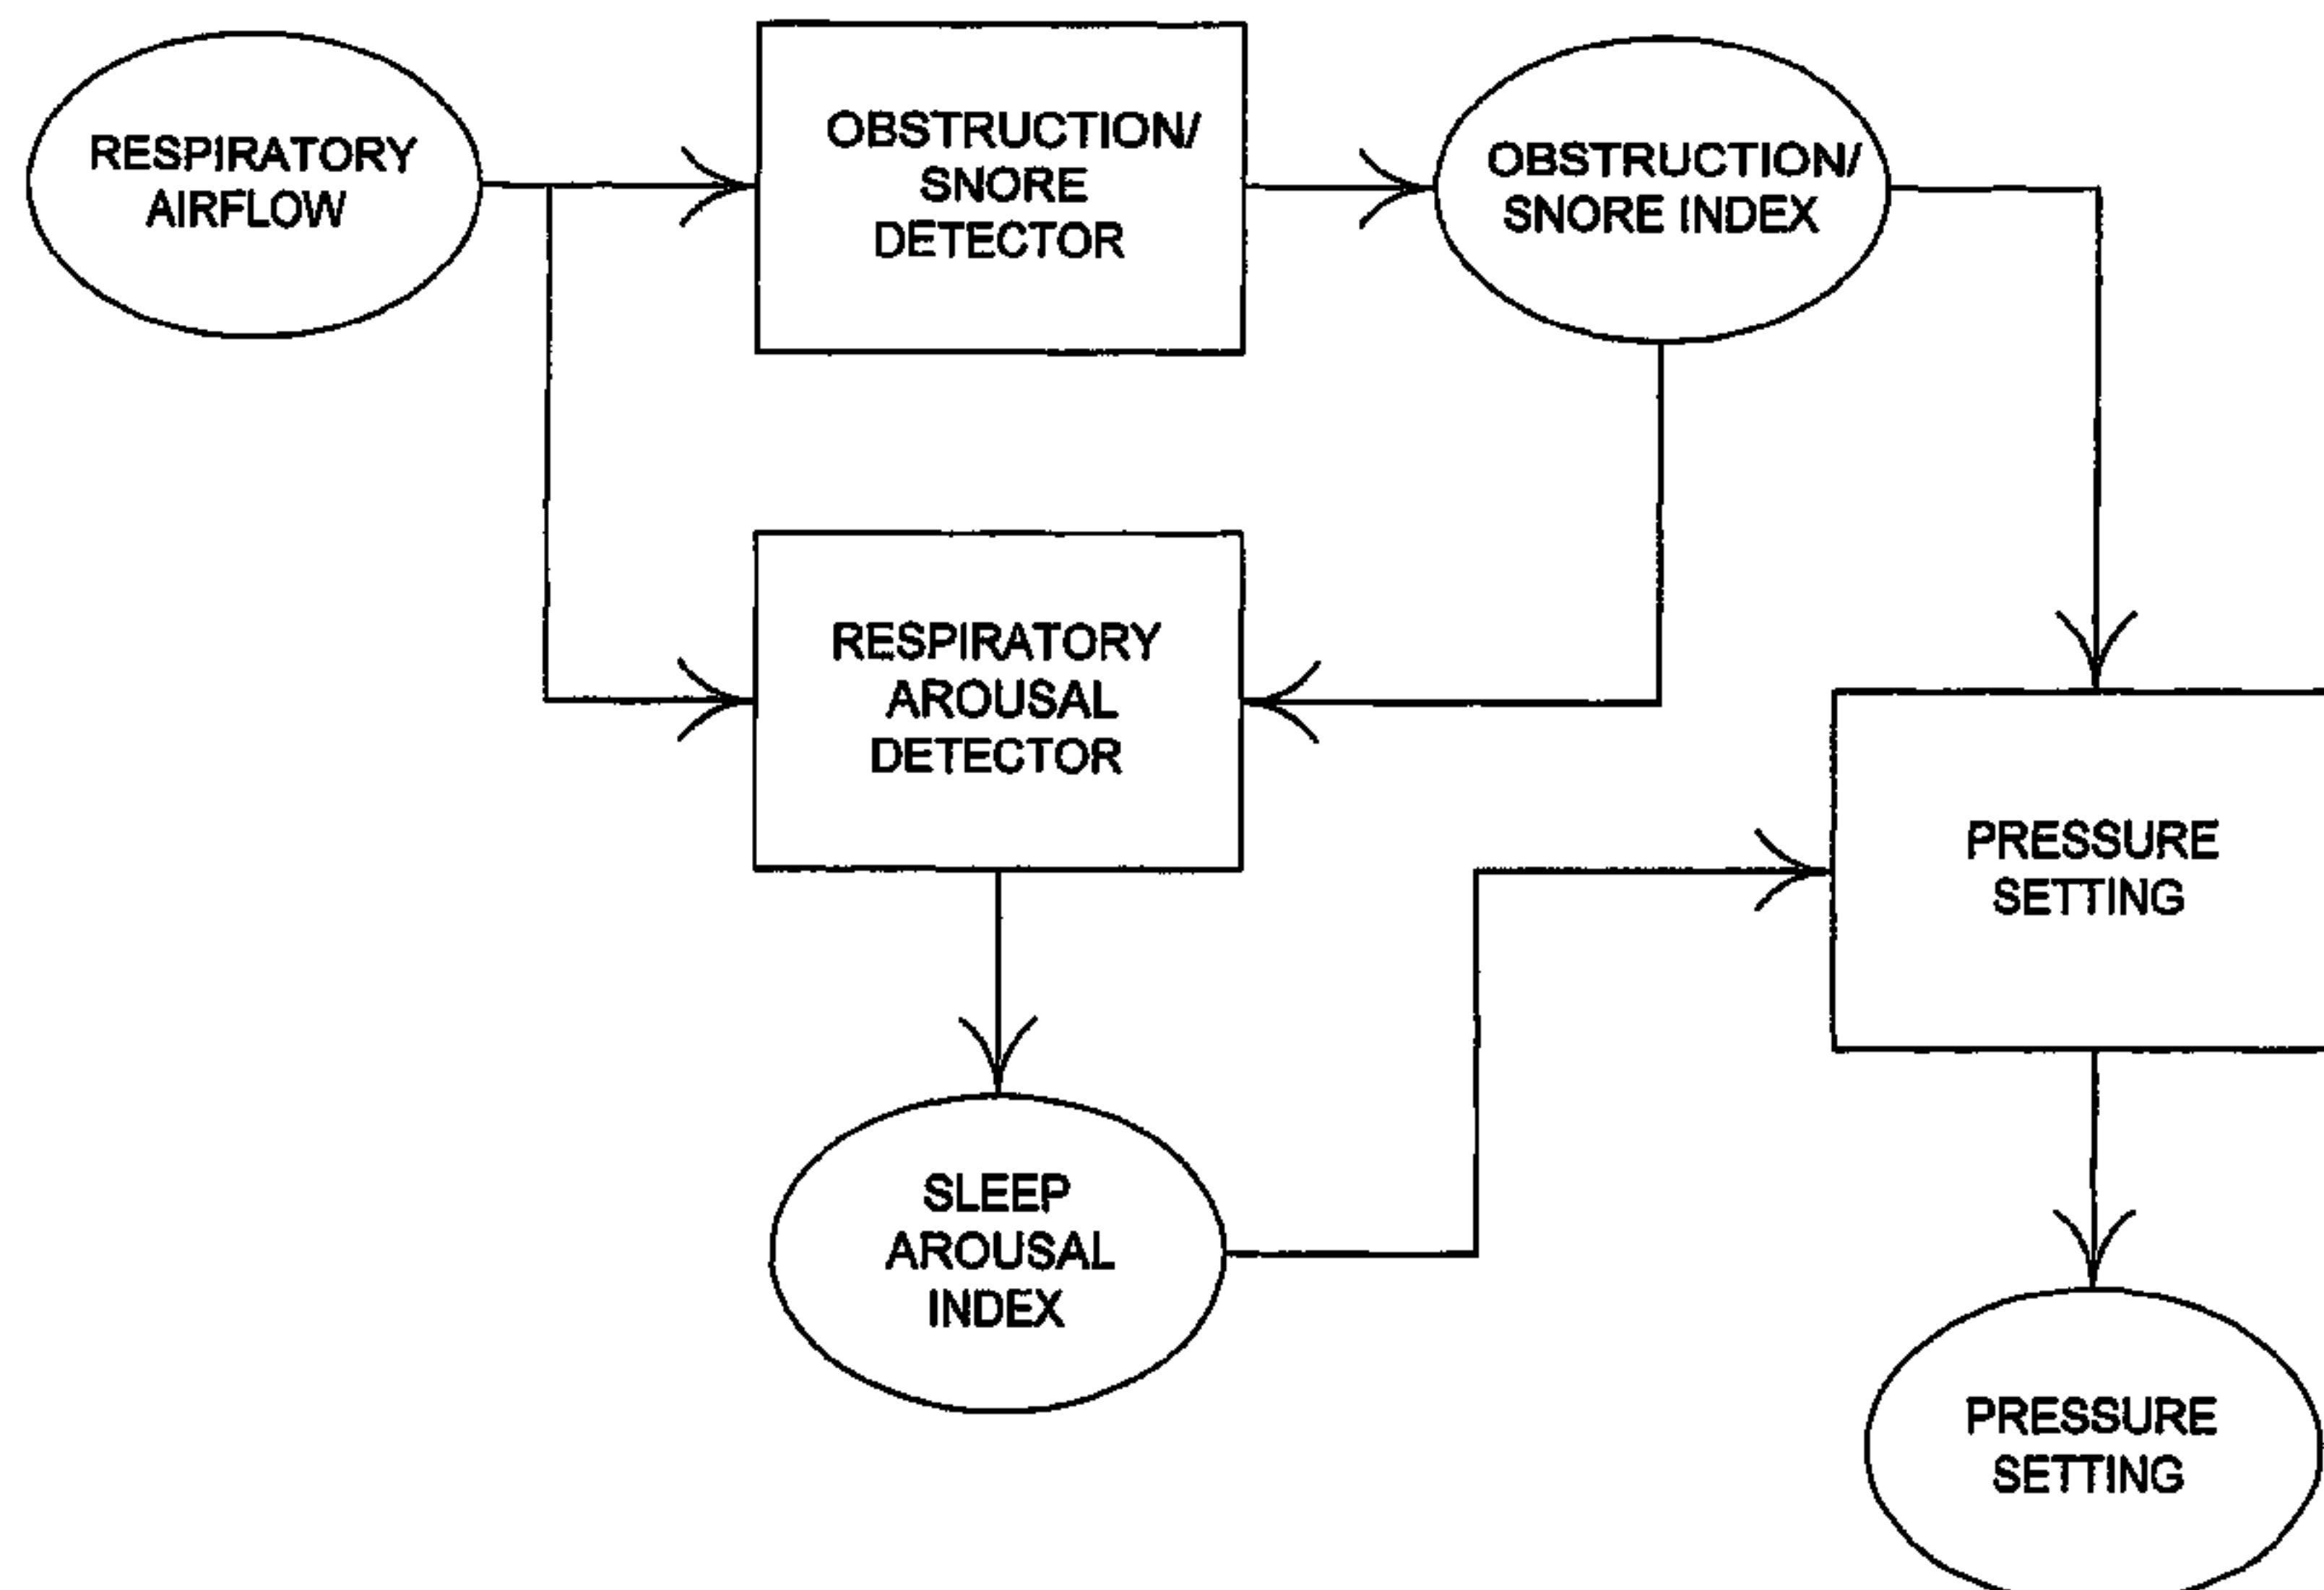 RESPIRATORY
AIRFLOW
OBSTRUCTION/
SNORE
DETECTOR
OBSTRUCTION/
SNORE INDEX
RESPIRATORY
AROUSAL
DETECTOR
PRESSURE
SETTING
SLEEP
AROUSAL
INDEX
PRESSURE
SETTING